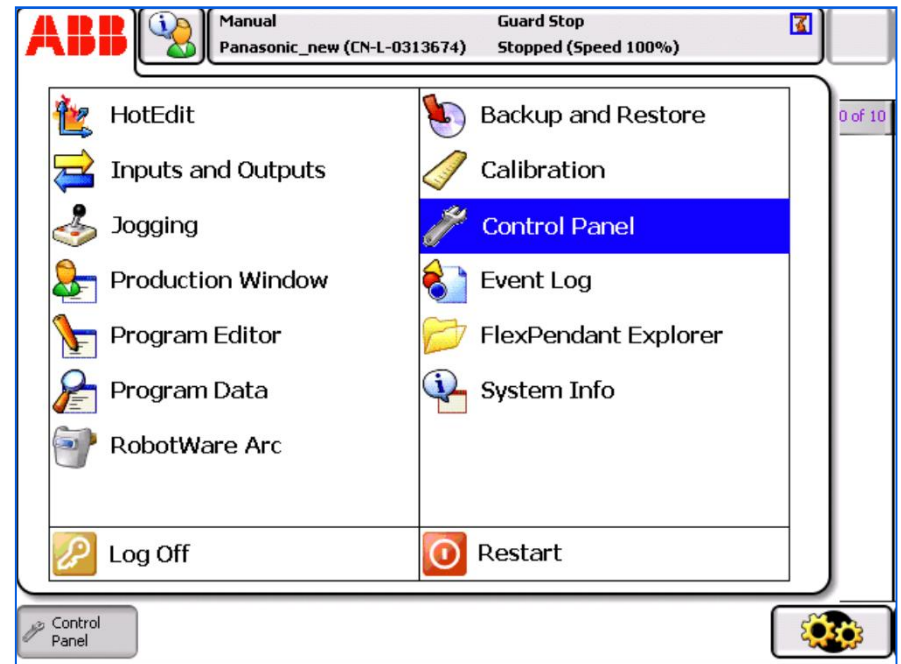 ABB
Manual
Guard Stop
Panasonic_new (CN-L-0313674)
Stopped (Speed 100%)
HotEdit
Backup and Restore
0 of 10
Inputs and Outputs
Calibration
Jogging
Control Panel
Production Window
Event Log
Program Editor
FlexPendant Explorer
Program Data
System Info
RobotWare Arc
Log Off
Restart
Control
Panel